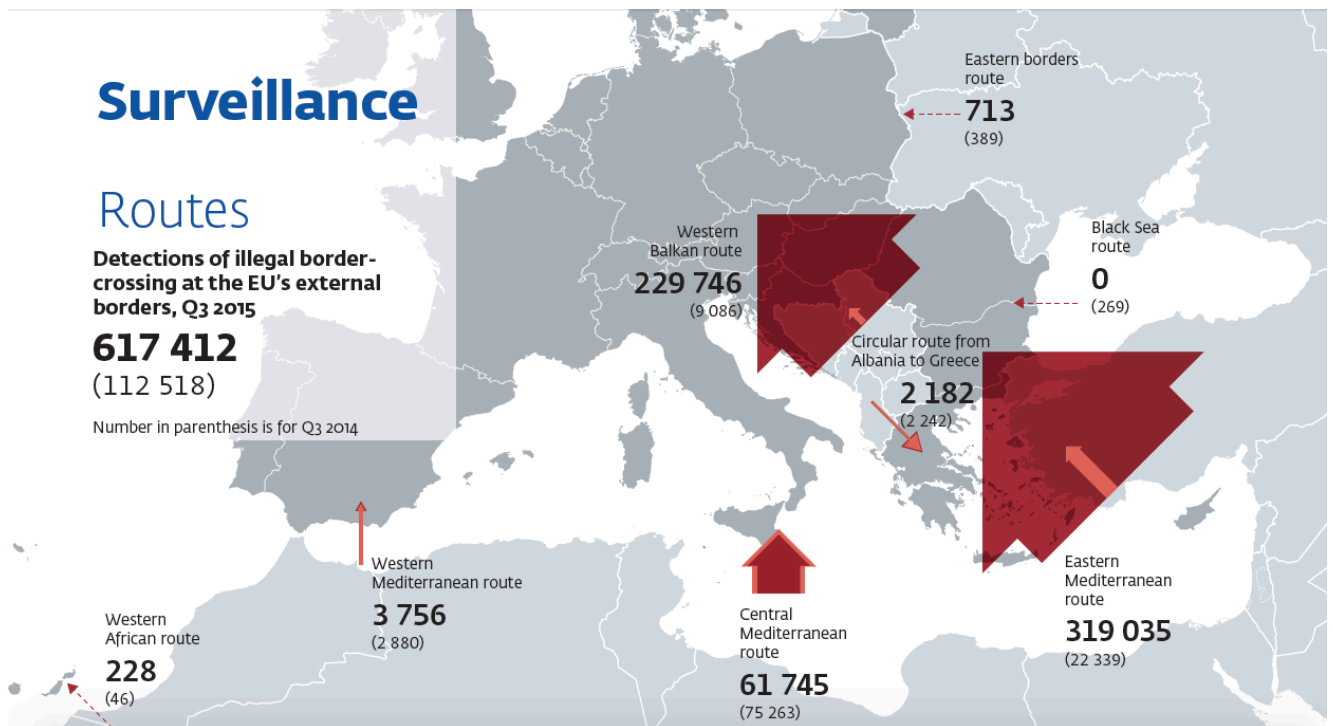 Surveillance
Routes
Detections of illegal border-
crossing at the EU's external
borders, Q3 2015
617 412
(112 518)
Number in parenthesis is for Q3 2014
Eastern borders
route
713
(389)
Western
Balkan route
229 746
(9 086)
Black Sea
route
0
(269)
Circular route from
Albania to Greece
2 182
(2 242)
Western
Mediterranean route
3 756
(2 880)
Western
African route
228
(46)
Central
Mediterranean
route
61 745
(75 263)
Eastern
Mediterranean
route
319 035
(22 339)